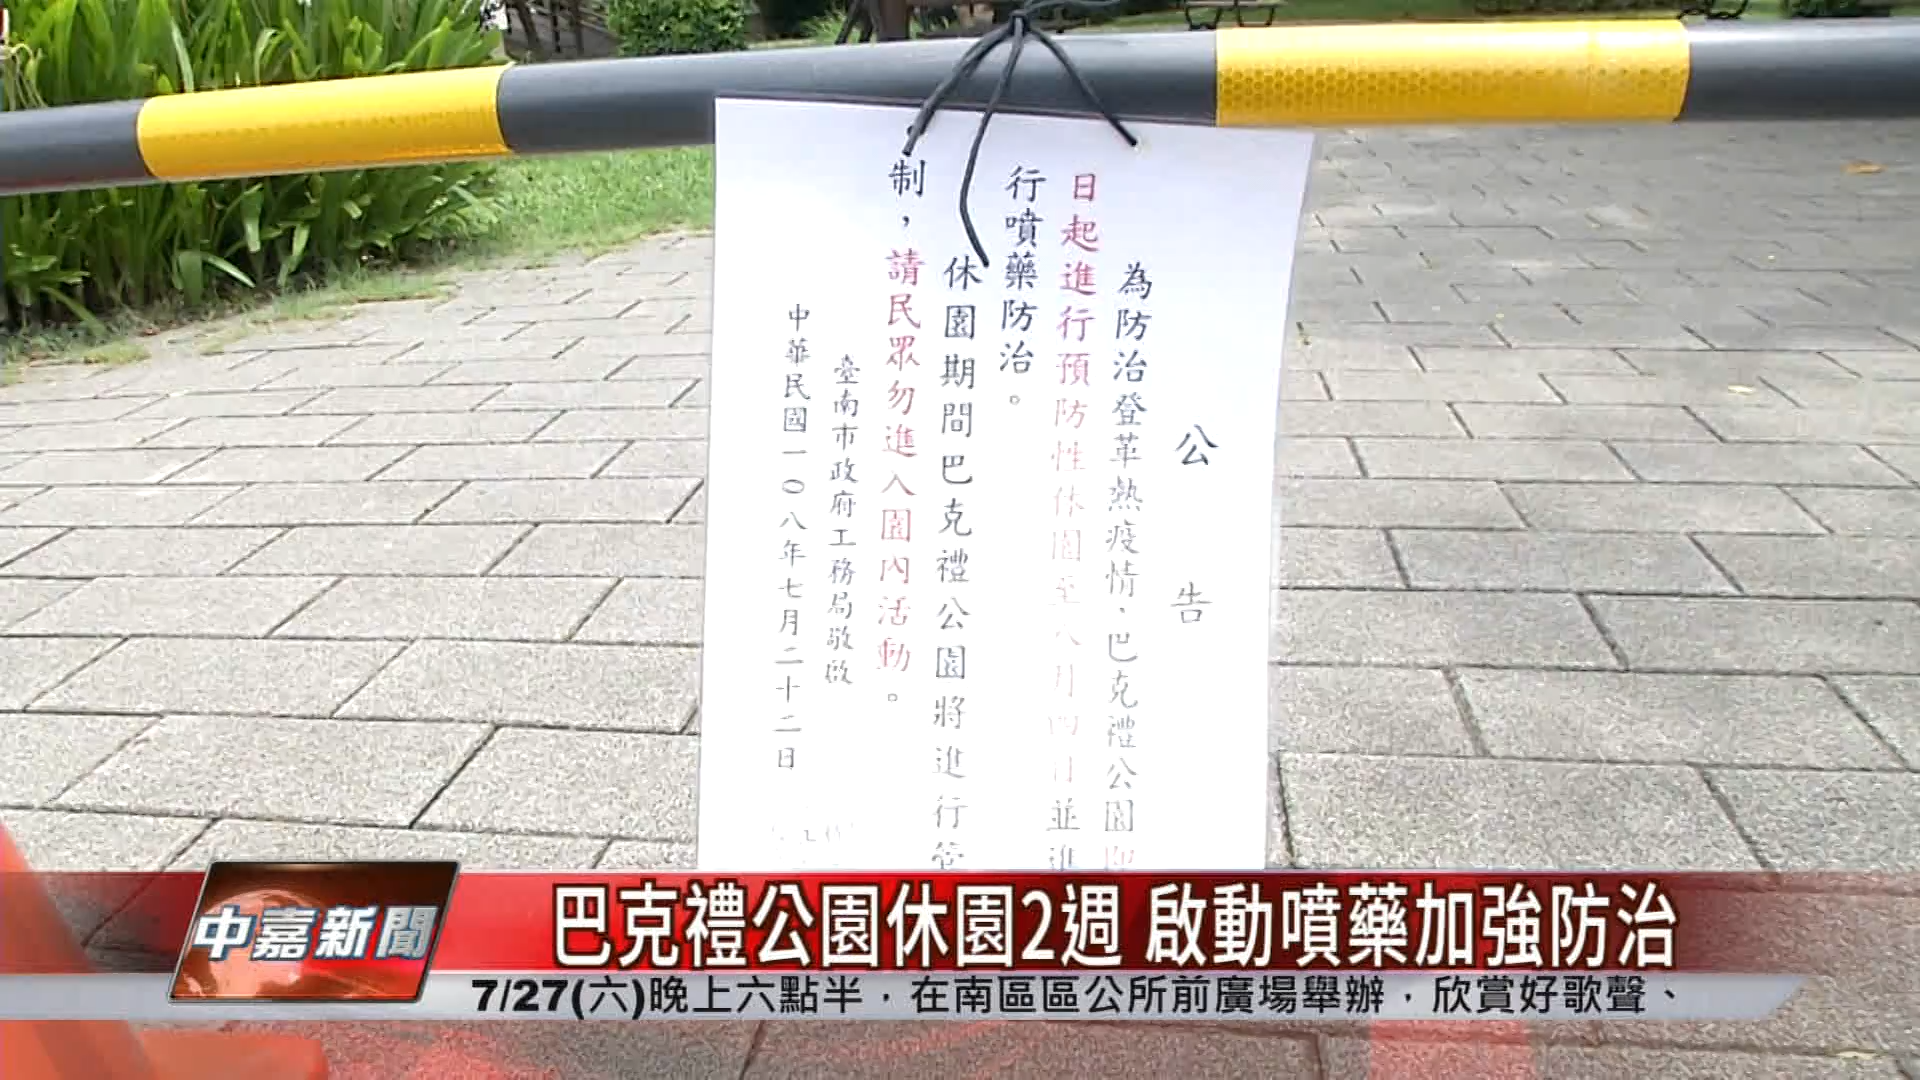 公告
為防治登革熱疫情、巴克禮公園即
日起進行預防性休園至八月四日並進
行噴藥防治。
休園期間巴克禮公園將進行管
制，請民眾勿進入園內活動。
臺南市政府工務局敬啟
中華民國一〇八年七月二十二日
中嘉新聞
巴克禮公園休園2週 啟動噴藥加強防治
7/27(六)晚上六點半，在南區區公所前廣場舉辦，欣賞好歌聲、